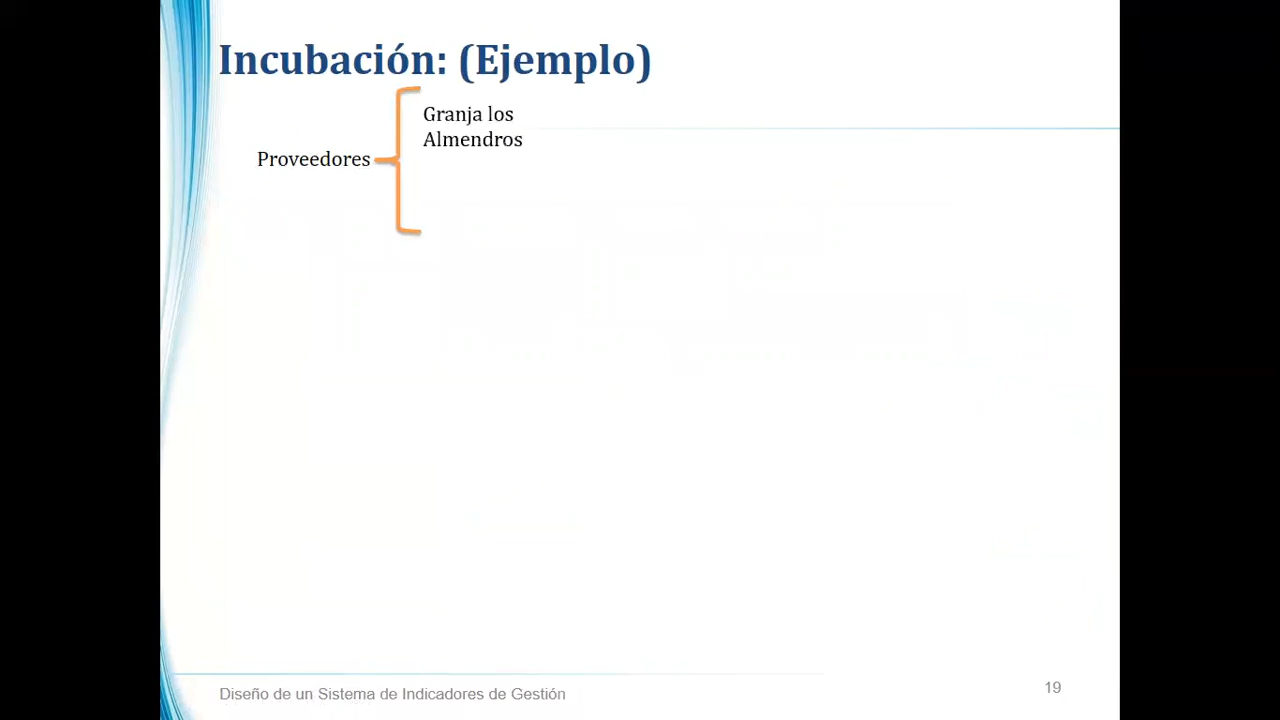 Incubación: (Ejemplo)
Granja los
Almendros
Proveedores
Diseño de un Sistema de Indicadores de Gestión
19